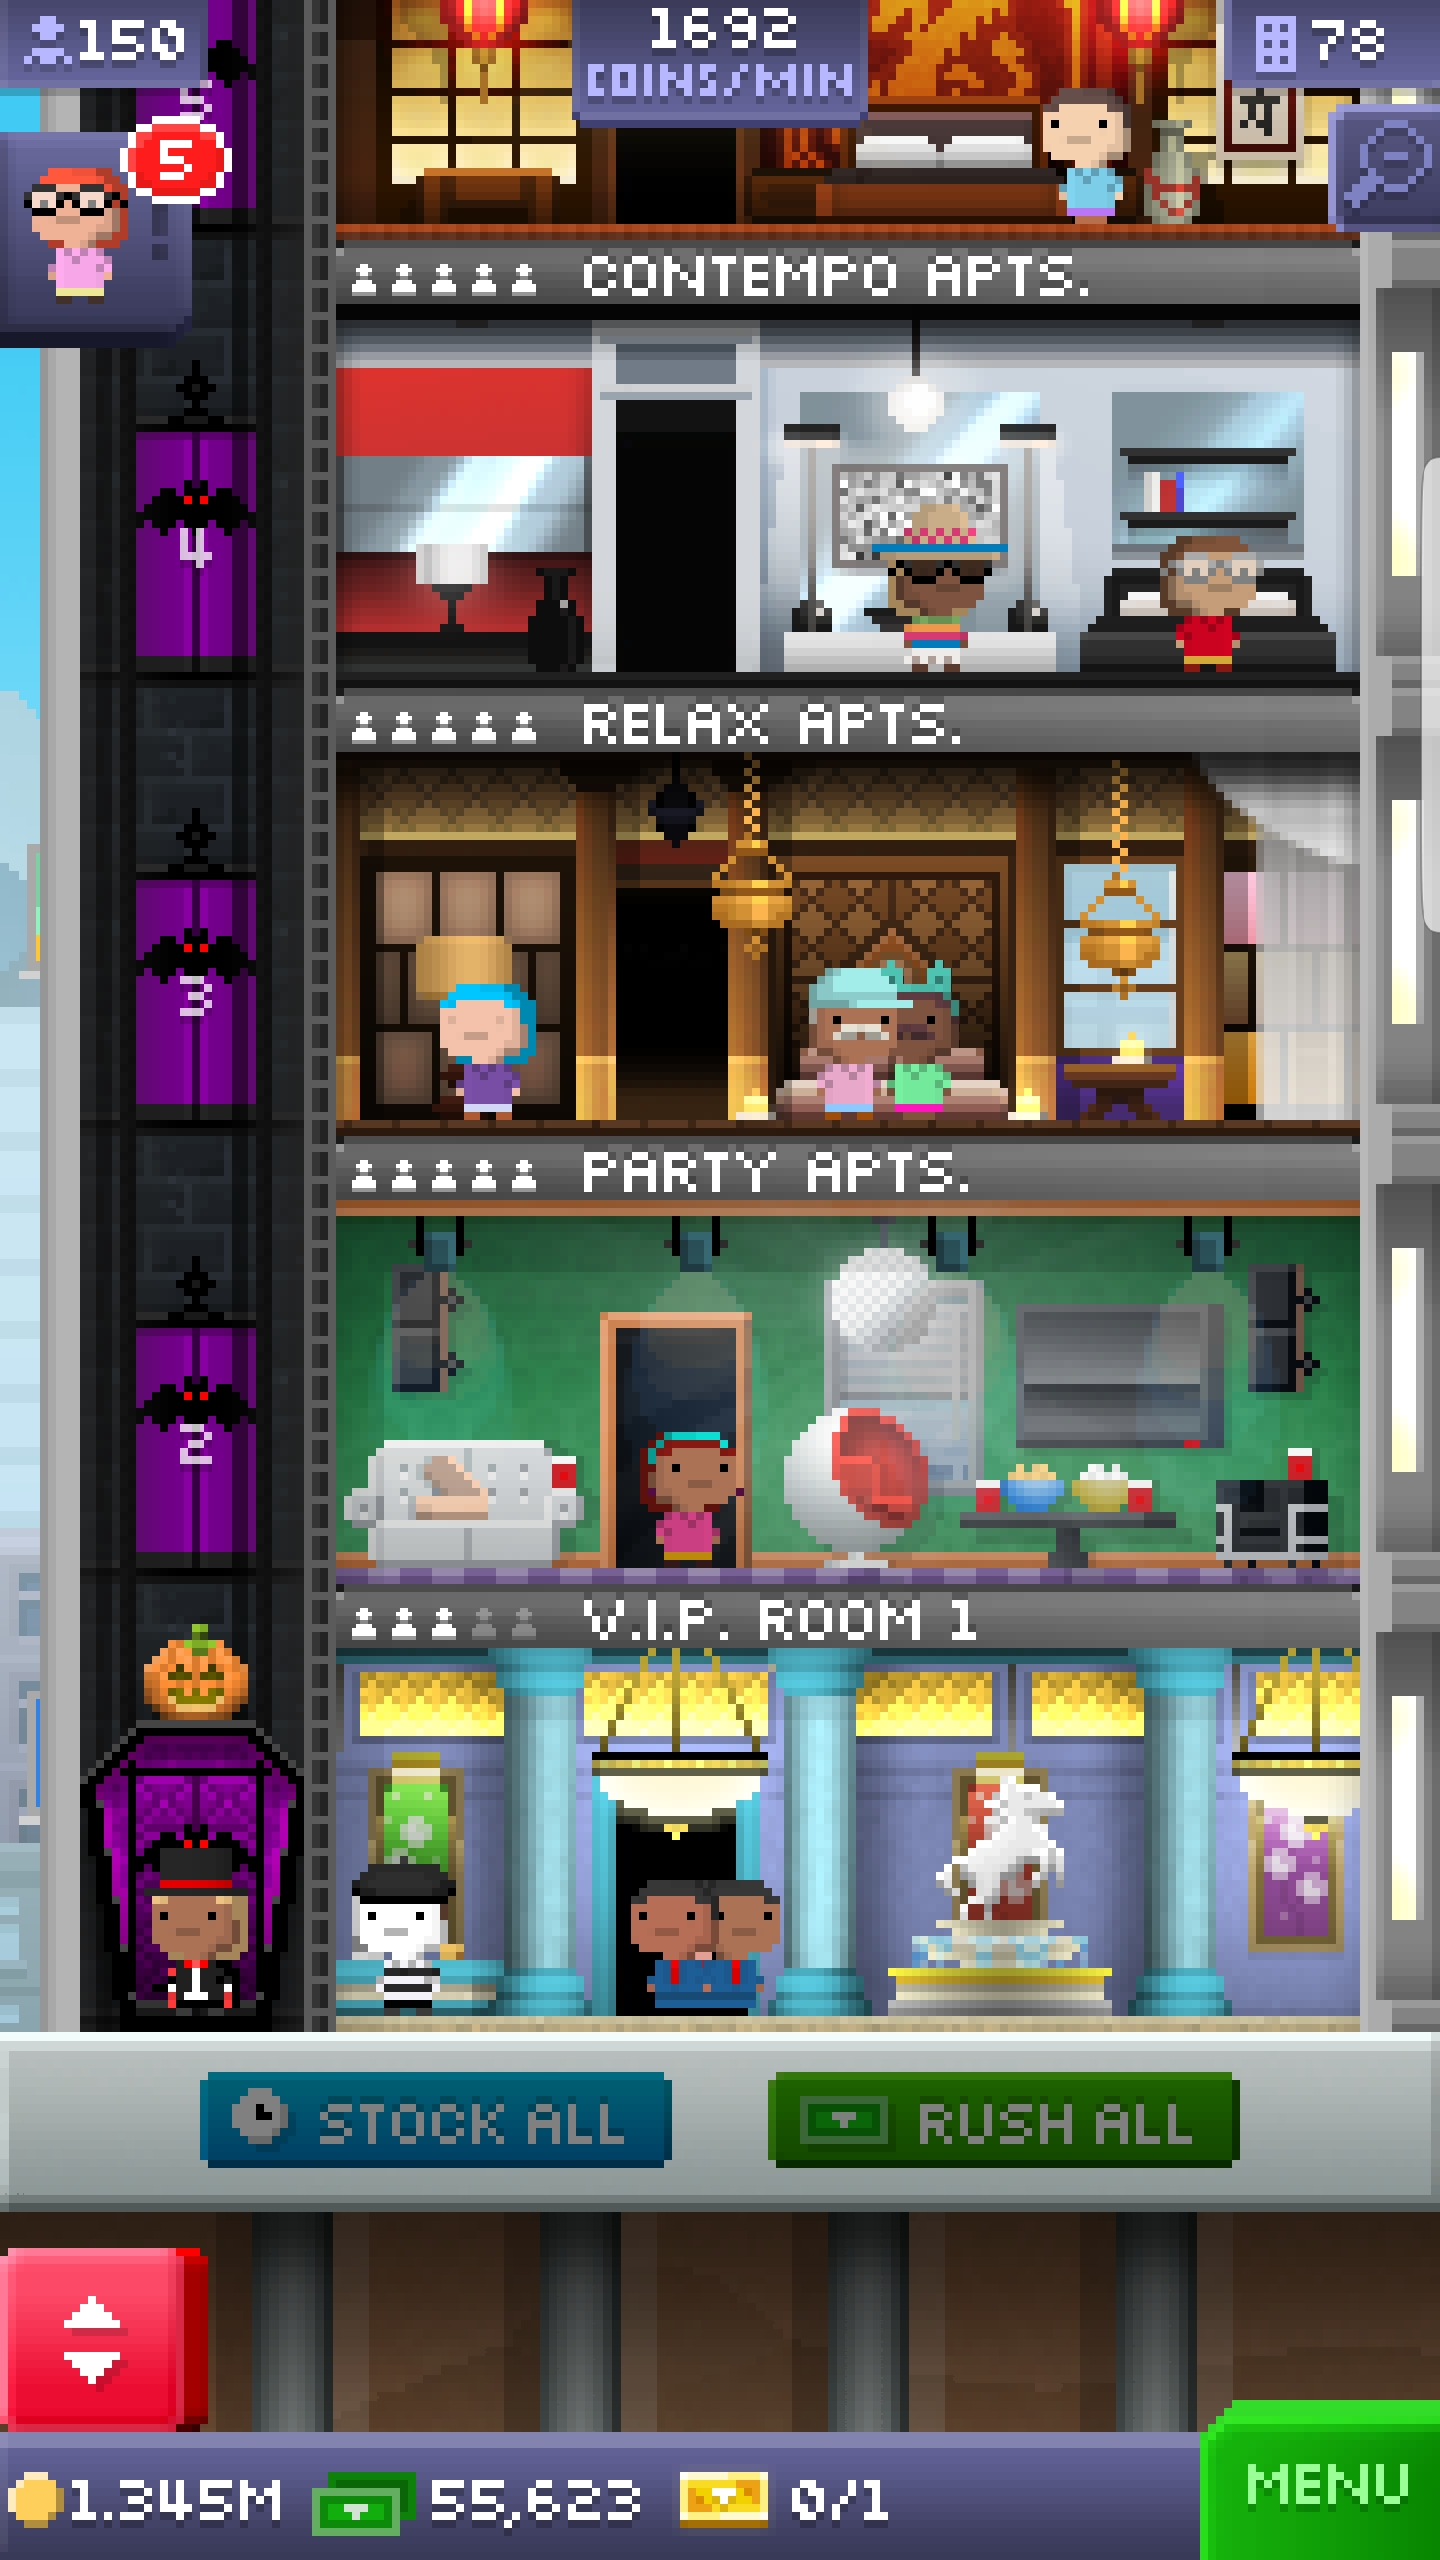 150
1692
COINS/MIN
78
5
5
CONTEMPO APTS.
4
RELAX APTS.
3
PARTY APTS.
2
V.I.P. ROOM 1
1
STOCK ALL
RUSH ALL
1.345M
55,623
0/1
MENU